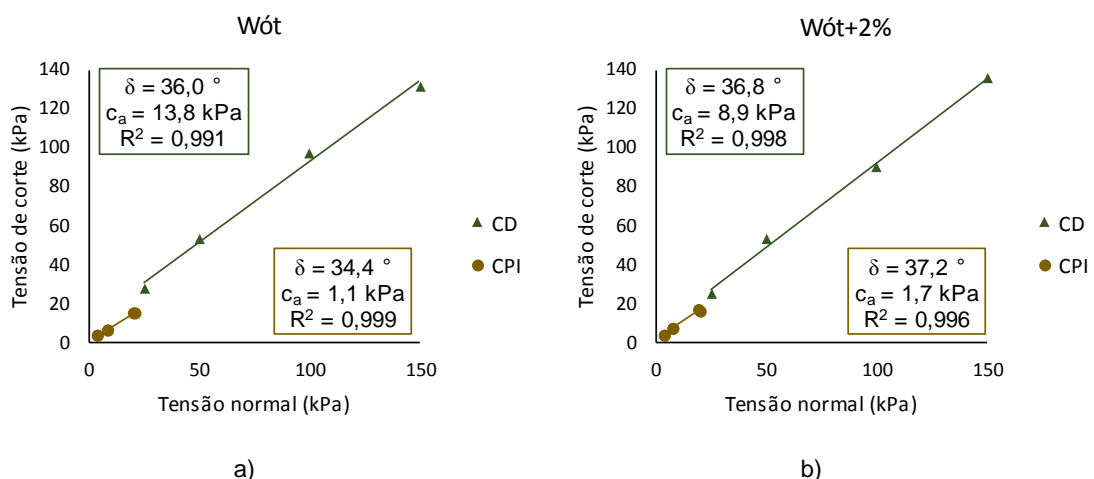 Wót
140
120
100
80
60
40
20
0
Tensão de corte (kPa)
δ = 36,0 °
cₐ = 13,8 kPa
R² = 0,991
δ = 34,4 °
cₐ = 1,1 kPa
R² = 0,999
CD
CPI
0 50 100 150
Tensão normal (kPa)
a)
Wót+2%
140
120
100
80
60
40
20
0
Tensão de corte (kPa)
δ = 36,8 °
cₐ = 8,9 kPa
R² = 0,998
δ = 37,2 °
cₐ = 1,7 kPa
R² = 0,996
CD
CPI
0 50 100 150
Tensão normal (kPa)
b)